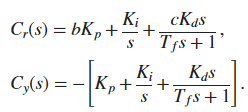 C_r(s) = bK_p + \frac{K_i}{s} + \frac{cK_d s}{T_f s + 1},
C_y(s) = -\left[ K_p + \frac{K_i}{s} + \frac{K_d s}{T_f s + 1} \right].